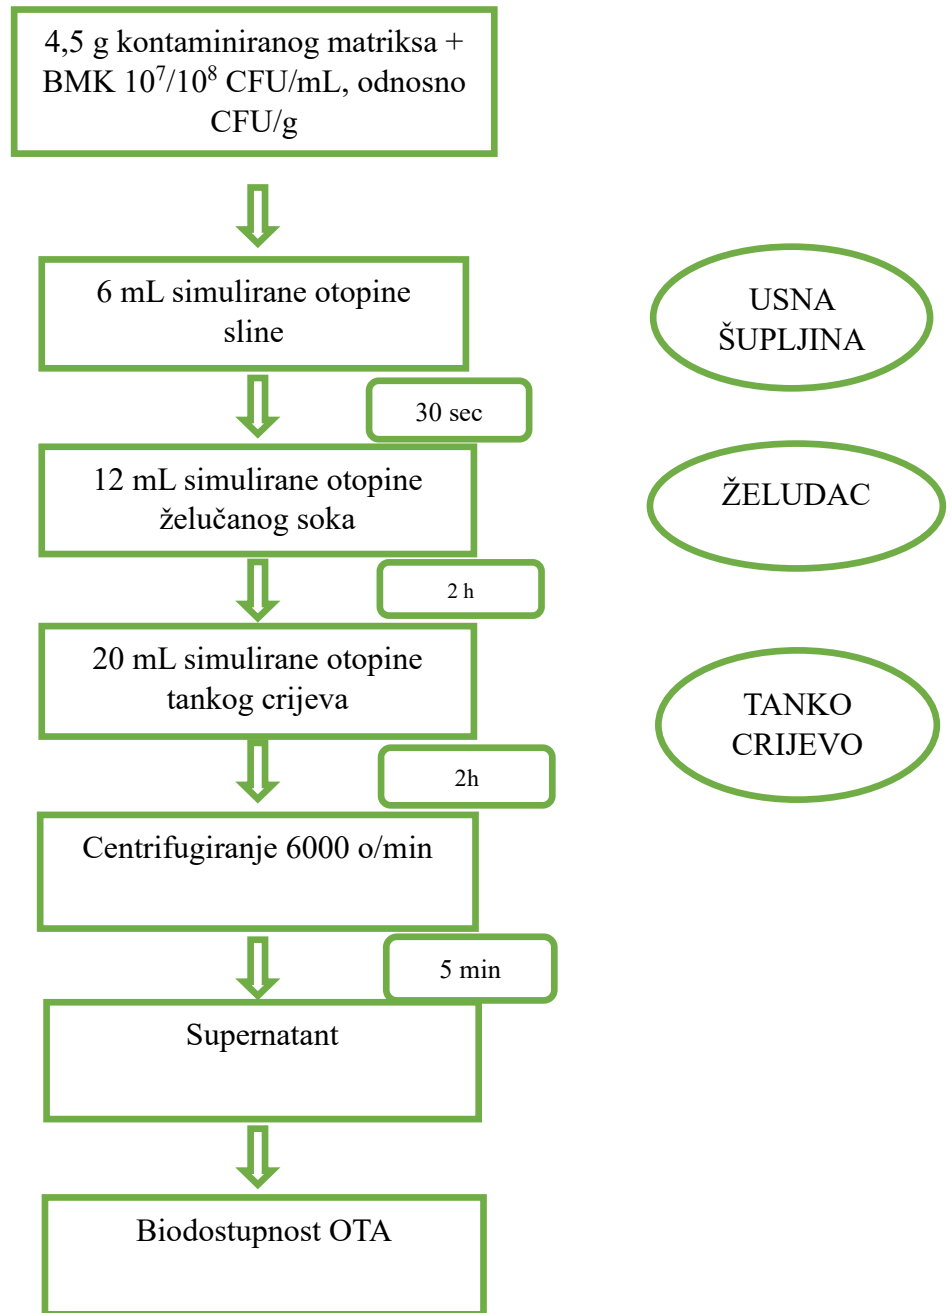 4,5 g kontaminiranog matriksa +
BMK 10⁷/10⁸ CFU/mL, odnosno
CFU/g
6 mL simulirane otopine
sline
USNA
ŠUPLJINA
30 sec
12 mL simulirane otopine
želučanog soka
ŽELUDAC
2 h
20 mL simulirane otopine
tankog crijeva
TANKO
CRIJEVO
2h
Centrifugiranje 6000 o/min
5 min
Supernatant
Biodostupnost OTA